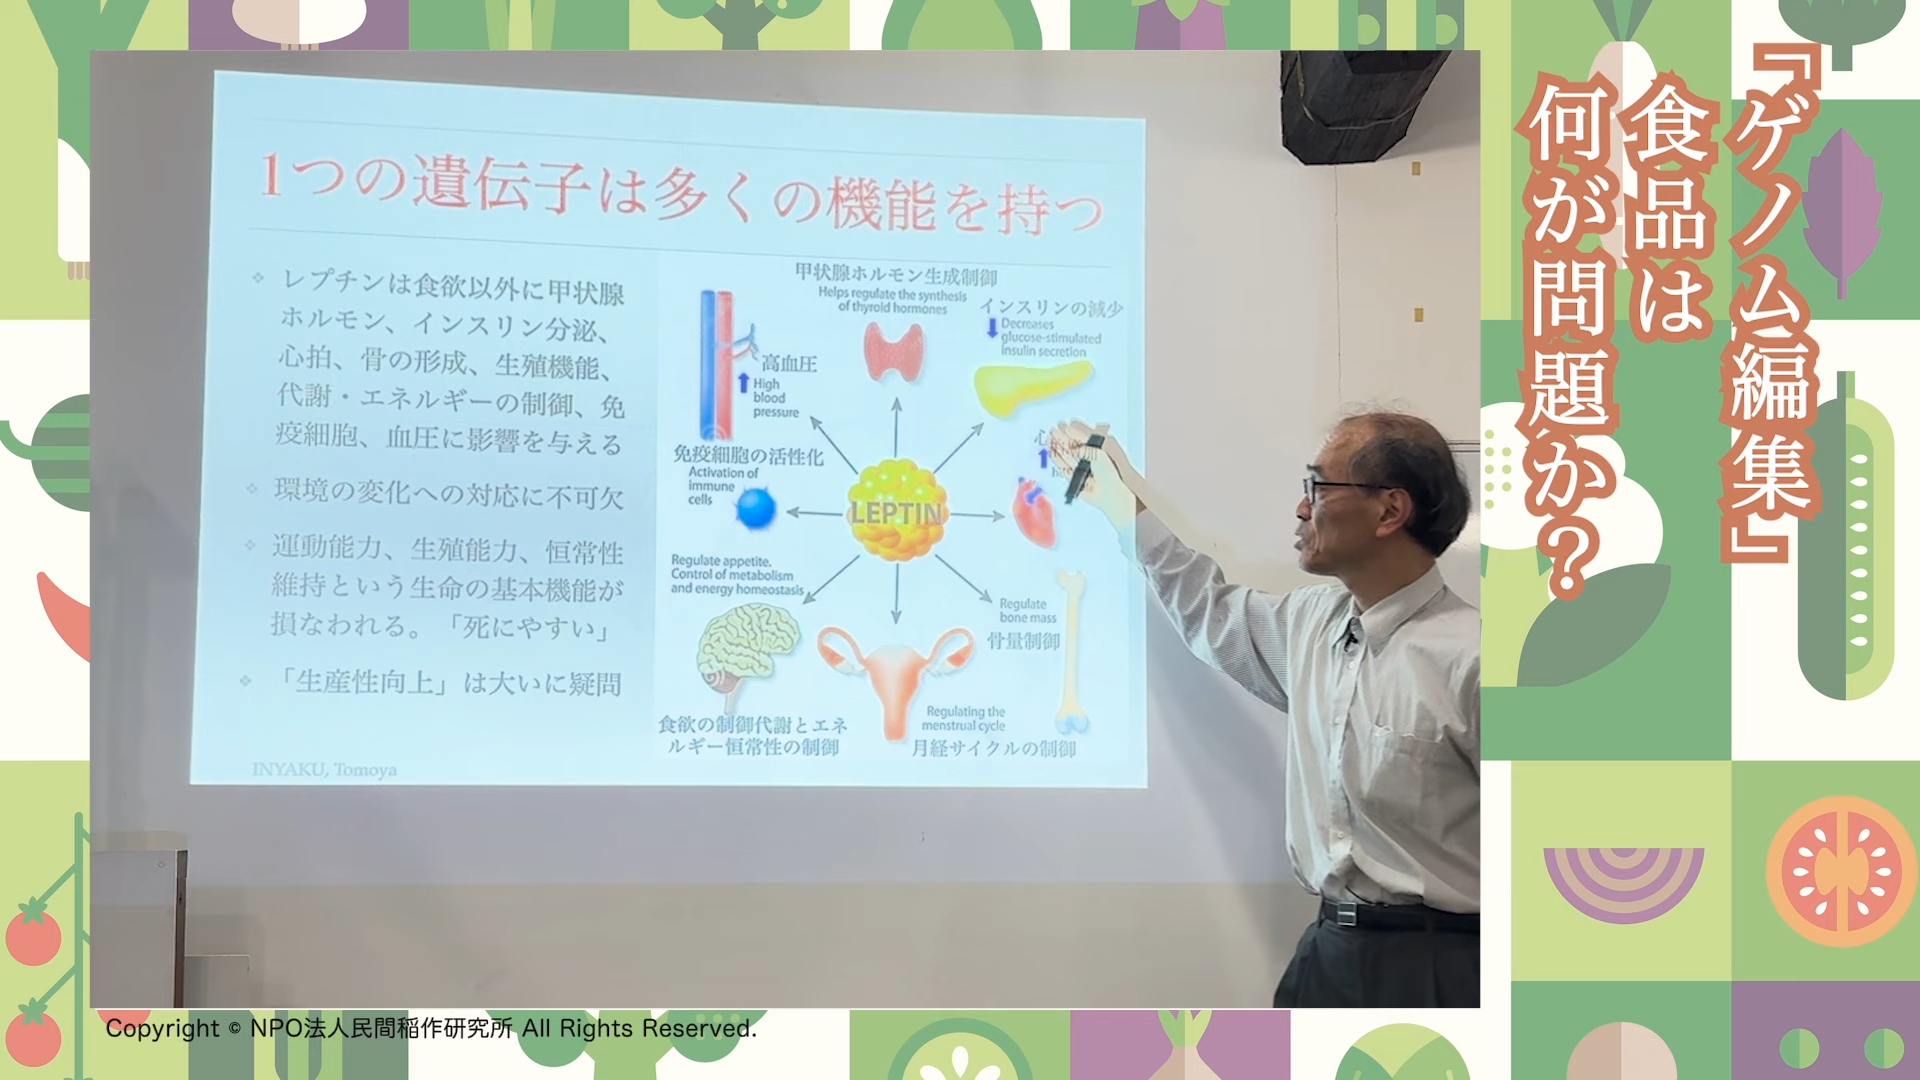 『ゲノム編集』
食品は
何が問題か？
1つの遺伝子は多くの機能を持つ
レプチンは食欲以外に甲状腺
ホルモン、インスリン分泌、
心拍、骨の形成、生殖機能、
代謝・エネルギーの制御、免
疫細胞、血圧に影響を与える
環境の変化への対応に不可欠
運動能力、生殖能力、恒常性
維持という生命の基本機能が
損なわれる。「死にやすい」
「生産性向上」は大いに疑問
INYAKU, Tomoya
甲状腺ホルモン生成制御
Helps regulate the synthesis
of thyroid hormones
インスリンの減少
Decreases
glucose-stimulated
insulin secretion
高血圧
High
blood
pressure
免疫細胞の活性化
Activation of
immune
cells
LEPTIN
心
Regulate appetite.
Control of metabolism
and energy homeostasis
Regulate
bone mass
骨量制御
食欲の制御代謝とエネ
ルギー恒常性の制御
Regulating the
menstrual cycle
月経サイクルの制御
Copyright © NPO法人民間稲作研究所 All Rights Reserved.